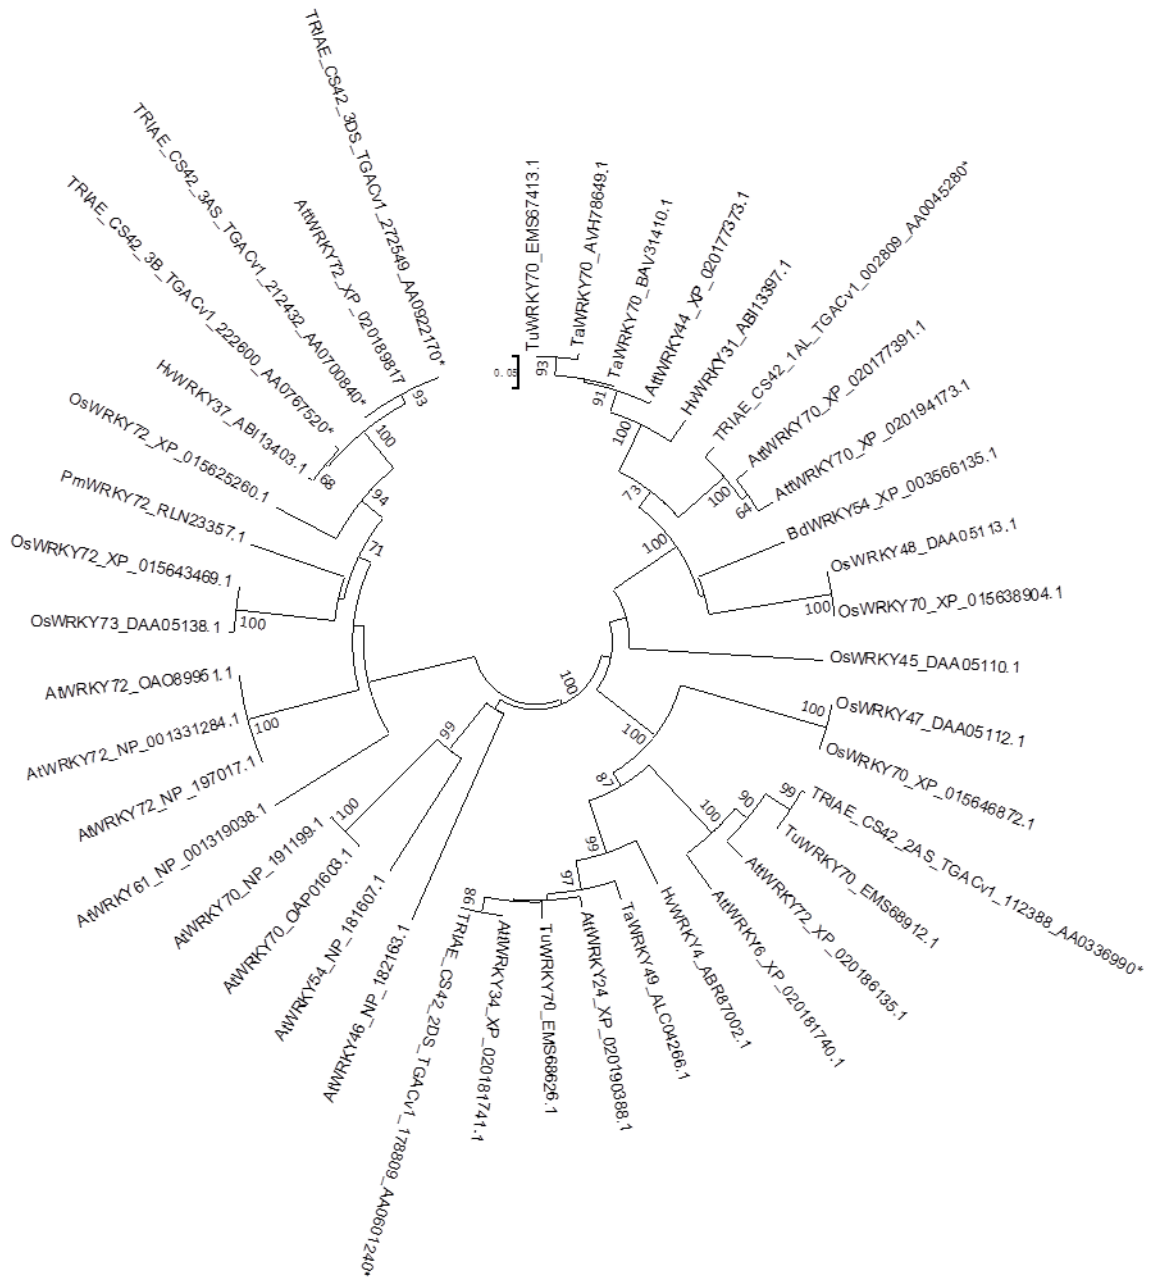 TuWRKY70_EMS67413.1
TaWRKY70_AVH78649.1
TaWRKY70_BAV31410.1
AttWRKY44_XP_020177373.1
HvWRKY31_ABI13397.1
TRIAE_CS42_1AL_TGACv1_002809_AA0045280*
AttWRKY70_XP_020177391.1
AttWRKY70_XP_020194173.1
BdWRKY54_XP_003566135.1
OsWRKY48_DAA05113.1
OsWRKY70_XP_015638904.1
OsWRKY45_DAA05110.1
OsWRKY47_DAA05112.1
OsWRKY70_XP_015646872.1
TRIAE_CS42_2AS_TGACv1_112388_AA0336990*
TuWRKY70_EMS68912.1
AttWRKY72_XP_020186135.1
AttWRKY6_XP_020181740.1
HvWRKY4_ABR87002.1
TaWRKY49_ALC04266.1
AttWRKY24_XP_020190388.1
TuWRKY70_EMS68626.1
AttWRKY34_XP_020181741.1
TRIAE_CS42_2DS_TGACv1_178809_AA0601240*
AtWRKY46_NP_182163.1
AtWRKY54_NP_181607.1
AtWRKY70_OAP01603.1
AtWRKY70_NP_191199.1
AtWRKY61_NP_001319038.1
AtWRKY72_NP_197017.1
AtWRKY72_NP_001331284.1
AtWRKY72_OAO89951.1
OsWRKY73_DAA05138.1
OsWRKY72_XP_015643469.1
PmWRKY72_RLN23357.1
OsWRKY72_XP_015625260.1
HvWRKY37_ABI13403.1
TRIAE_CS42_3B_TGACv1_222600_AA0767520*
TRIAE_CS42_3AS_TGACv1_212432_AA0700840*
AttWRKY72_XP_020189817
TRIAE_CS42_3DS_TGACv1_272549_AA0922170*
0.05
93
91
100
73
100
64
100
100
100
100
100
87
100
90
99
99
97
86
100
99
100
100
100
71
94
68
100
93